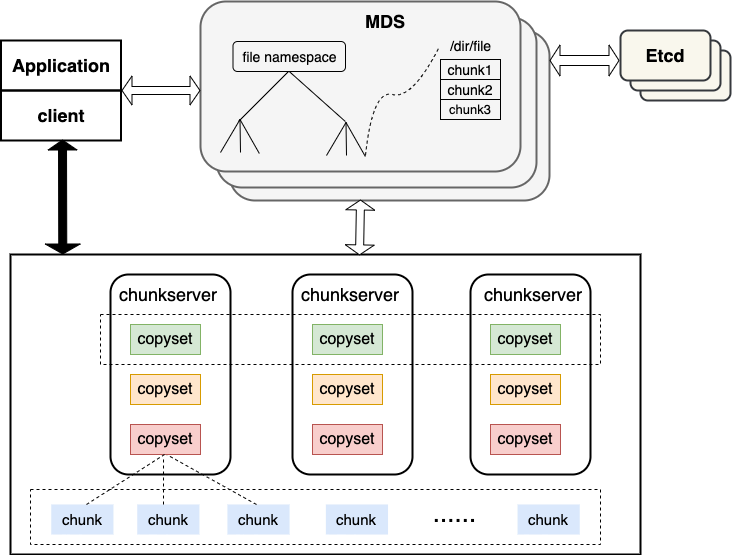 MDS
Application
client
file namespace
/dir/file
chunk1
chunk2
chunk3
Etcd
chunkserver chunkserver chunkserver
copyset copyset copyset
copyset copyset copyset
copyset copyset copyset
chunk chunk chunk chunk ...... chunk